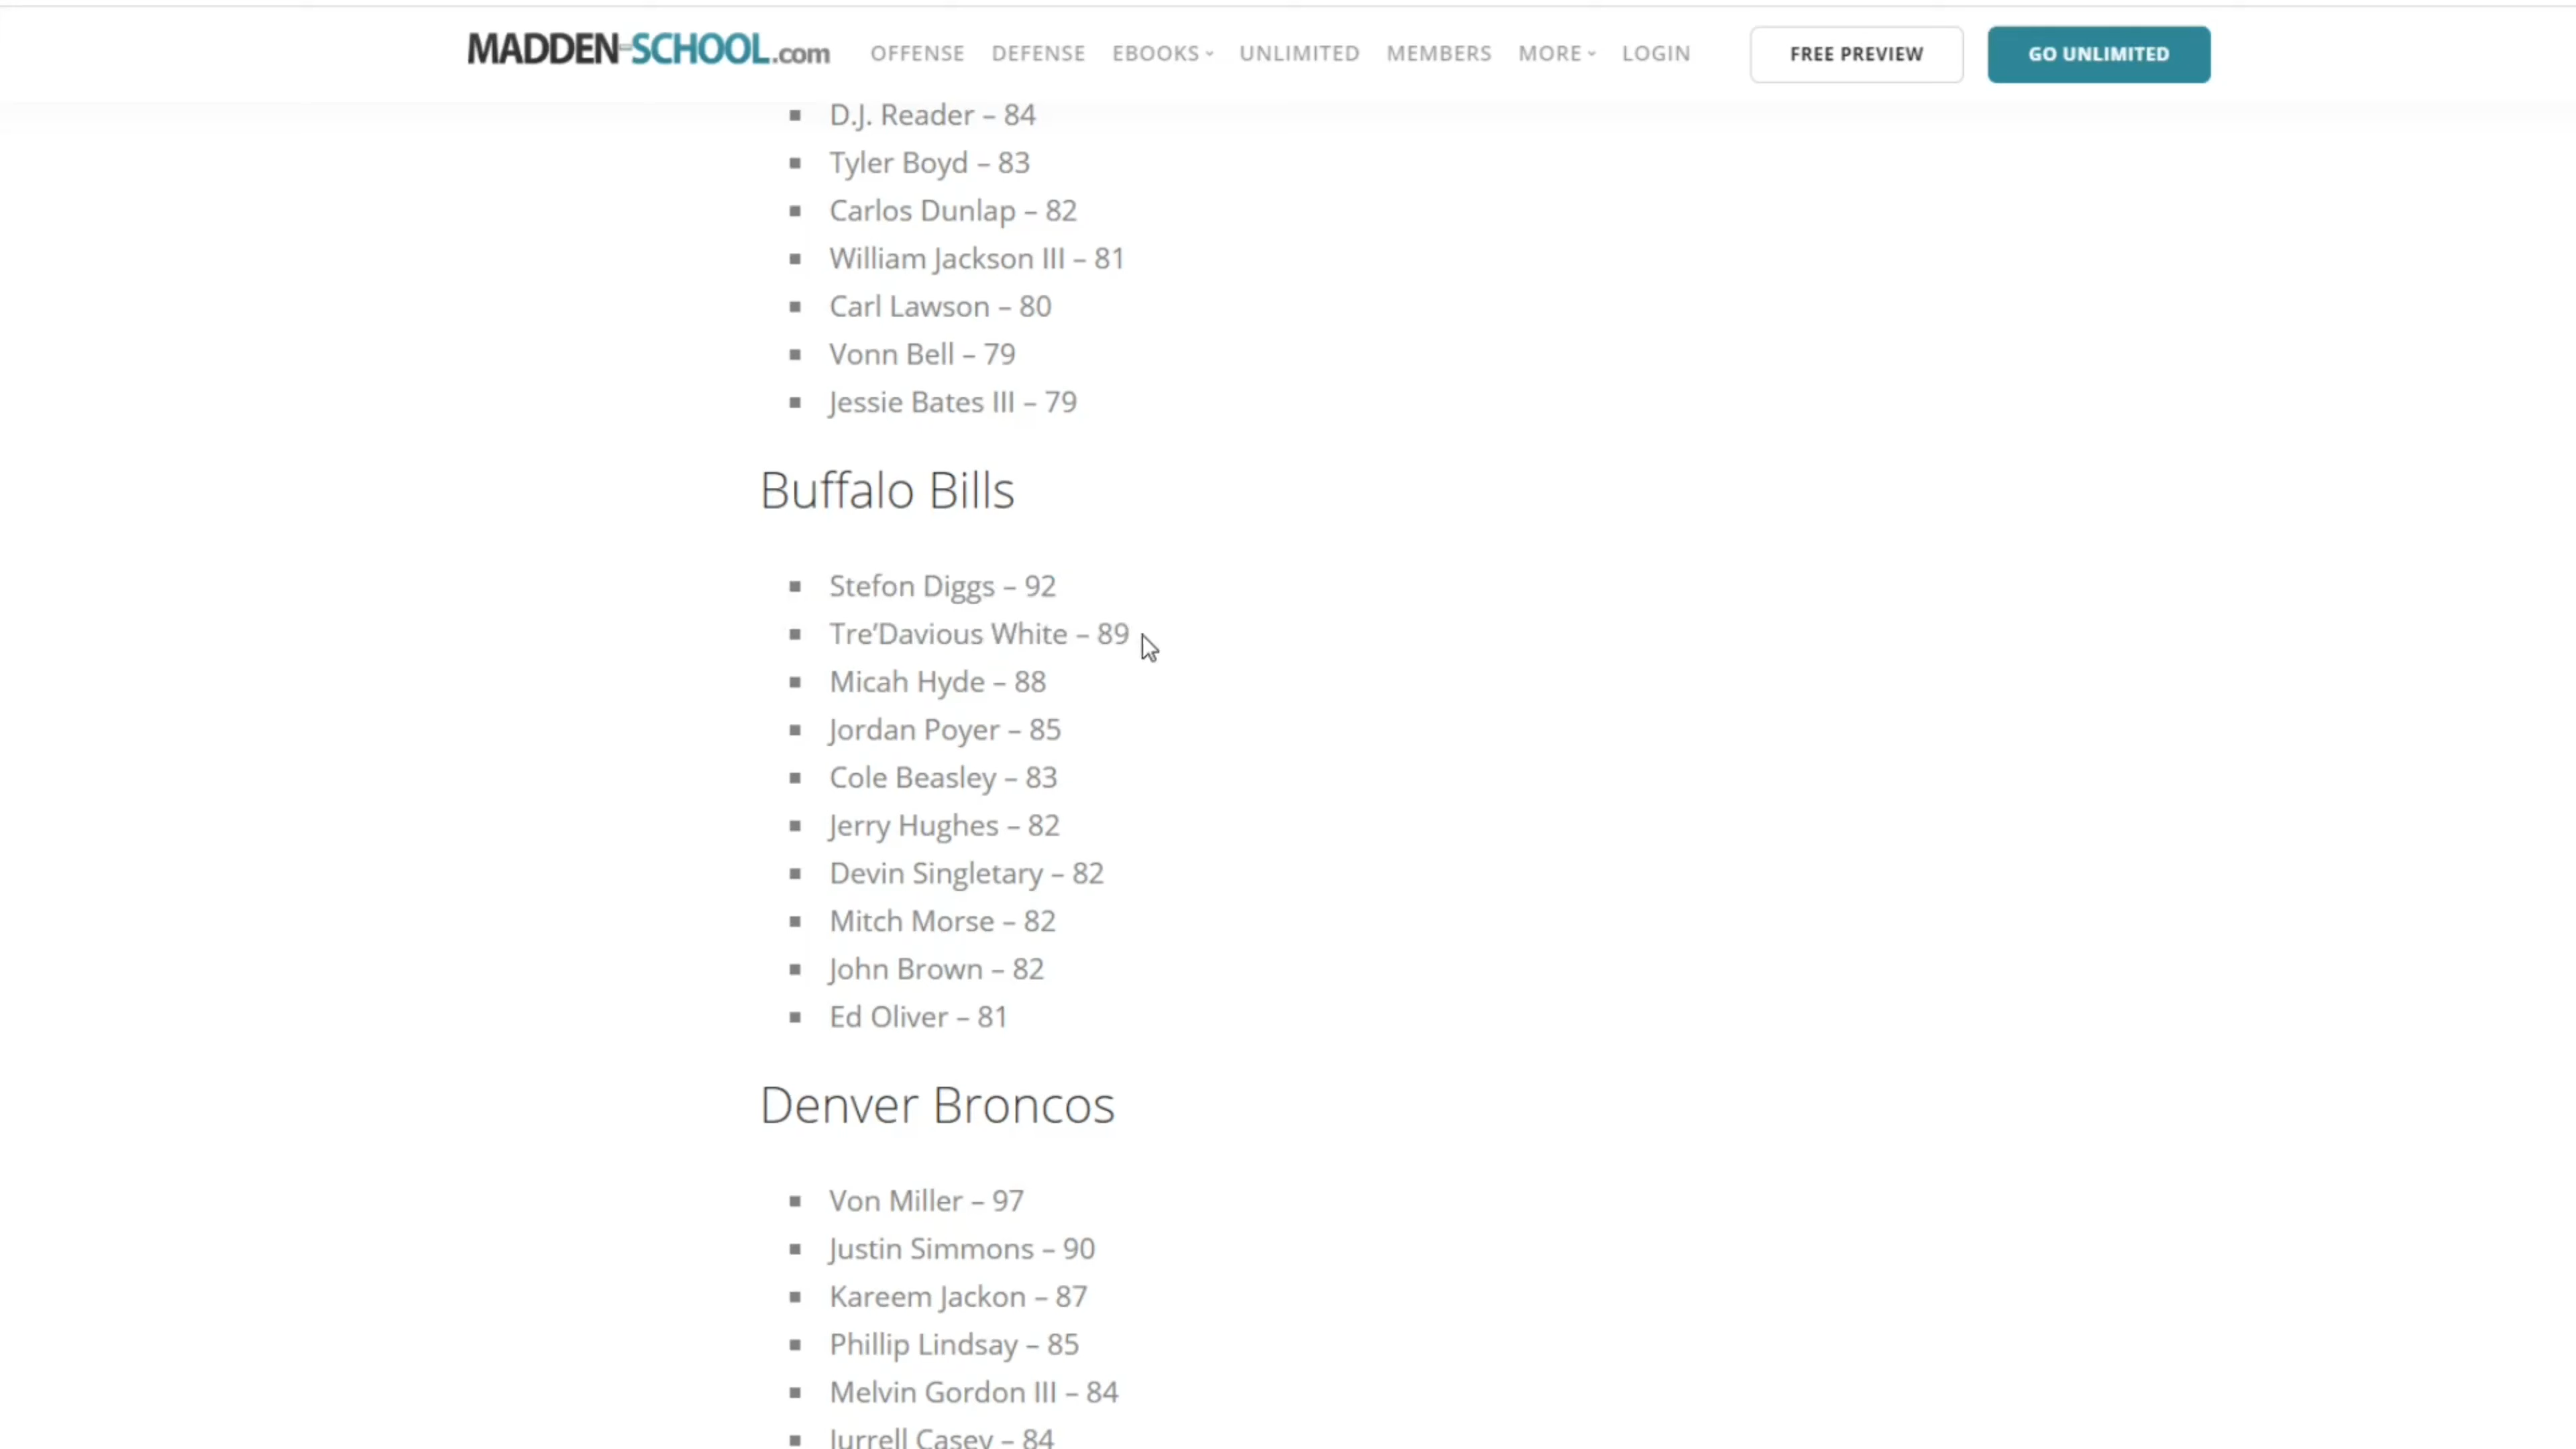 MADDEN-SCHOOL.com OFFENSE DEFENSE EBOOKS UNLIMITED MEMBERS MORE LOGIN FREE PREVIEW GO UNLIMITED
D.J. Reader – 84
Tyler Boyd – 83
Carlos Dunlap – 82
William Jackson III – 81
Carl Lawson – 80
Vonn Bell – 79
Jessie Bates III – 79
Buffalo Bills
Stefon Diggs – 92
Tre’Davious White – 89
Micah Hyde – 88
Jordan Poyer – 85
Cole Beasley – 83
Jerry Hughes – 82
Devin Singletary – 82
Mitch Morse – 82
John Brown – 82
Ed Oliver – 81
Denver Broncos
Von Miller – 97
Justin Simmons – 90
Kareem Jackon – 87
Phillip Lindsay – 85
Melvin Gordon III – 84
Jurrell Casey – 84